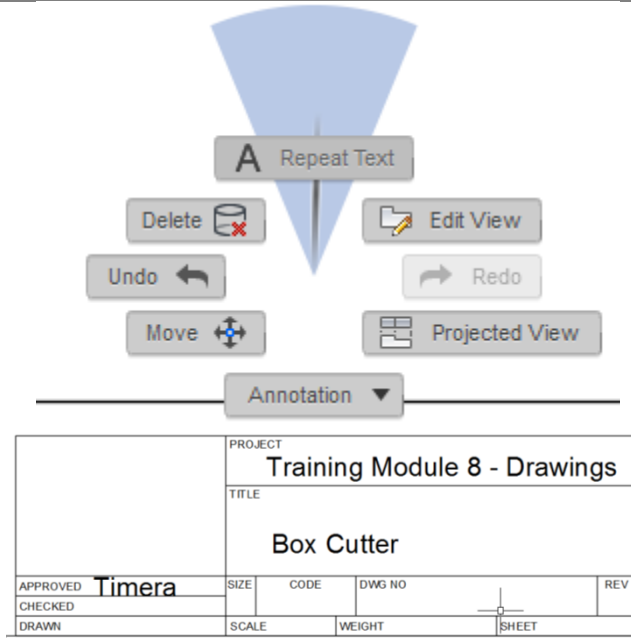 A Repeat Text
Delete
Edit View
Undo
Redo
Move
Projected View
Annotation
PROJECT
Training Module 8 - Drawings
TITLE
Box Cutter
APPROVED Timera
SIZE CODE DWG NO REV
CHECKED
DRAWN SCALE WEIGHT SHEET